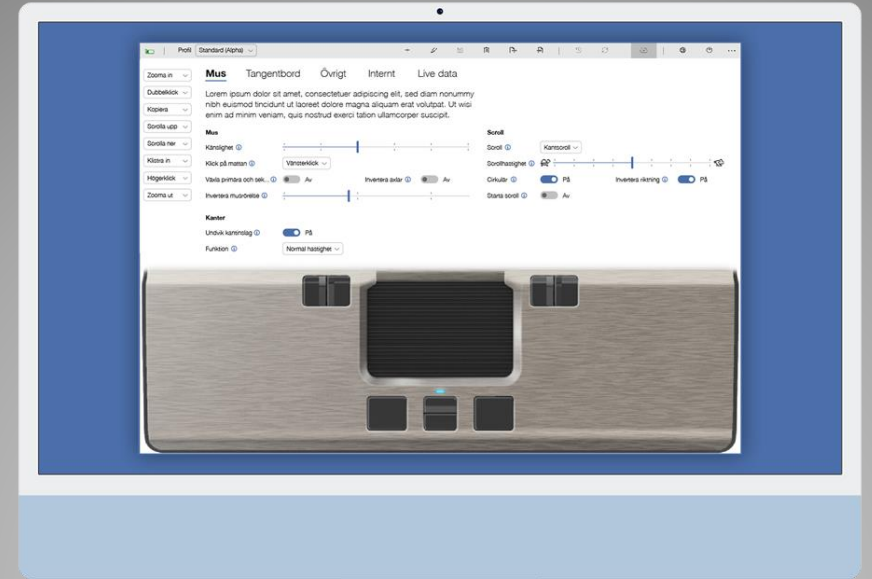 Profil Standard (Alpha)
Zooma in
Dubbelklick
Kopiera
Scrolla upp
Scrolla ner
Klistra in
Högerklick
Zooma ut
Mus Tangentbord Övrigt Internt Live data
Lorem ipsum dolor sit amet, consectetuer adipiscing elit, sed diam nonummy
nibh euismod tincidunt ut laoreet dolore magna aliquam erat volutpat. Ut wisi
enim ad minim veniam, quis nostrud exerci tation ullamcorper suscipit.
Mus
Känslighet
Klick på mattan Vänsterklick
Växla primära och sek... Av Invertera axlar Av
Invertera musrörelse
Kanter
Undvik kantinslag På
Funktion Normal hastighet
Scroll
Scroll Kantscroll
Scrollhastighet
Cirkulär På Invertera riktning På
Starta scroll Av